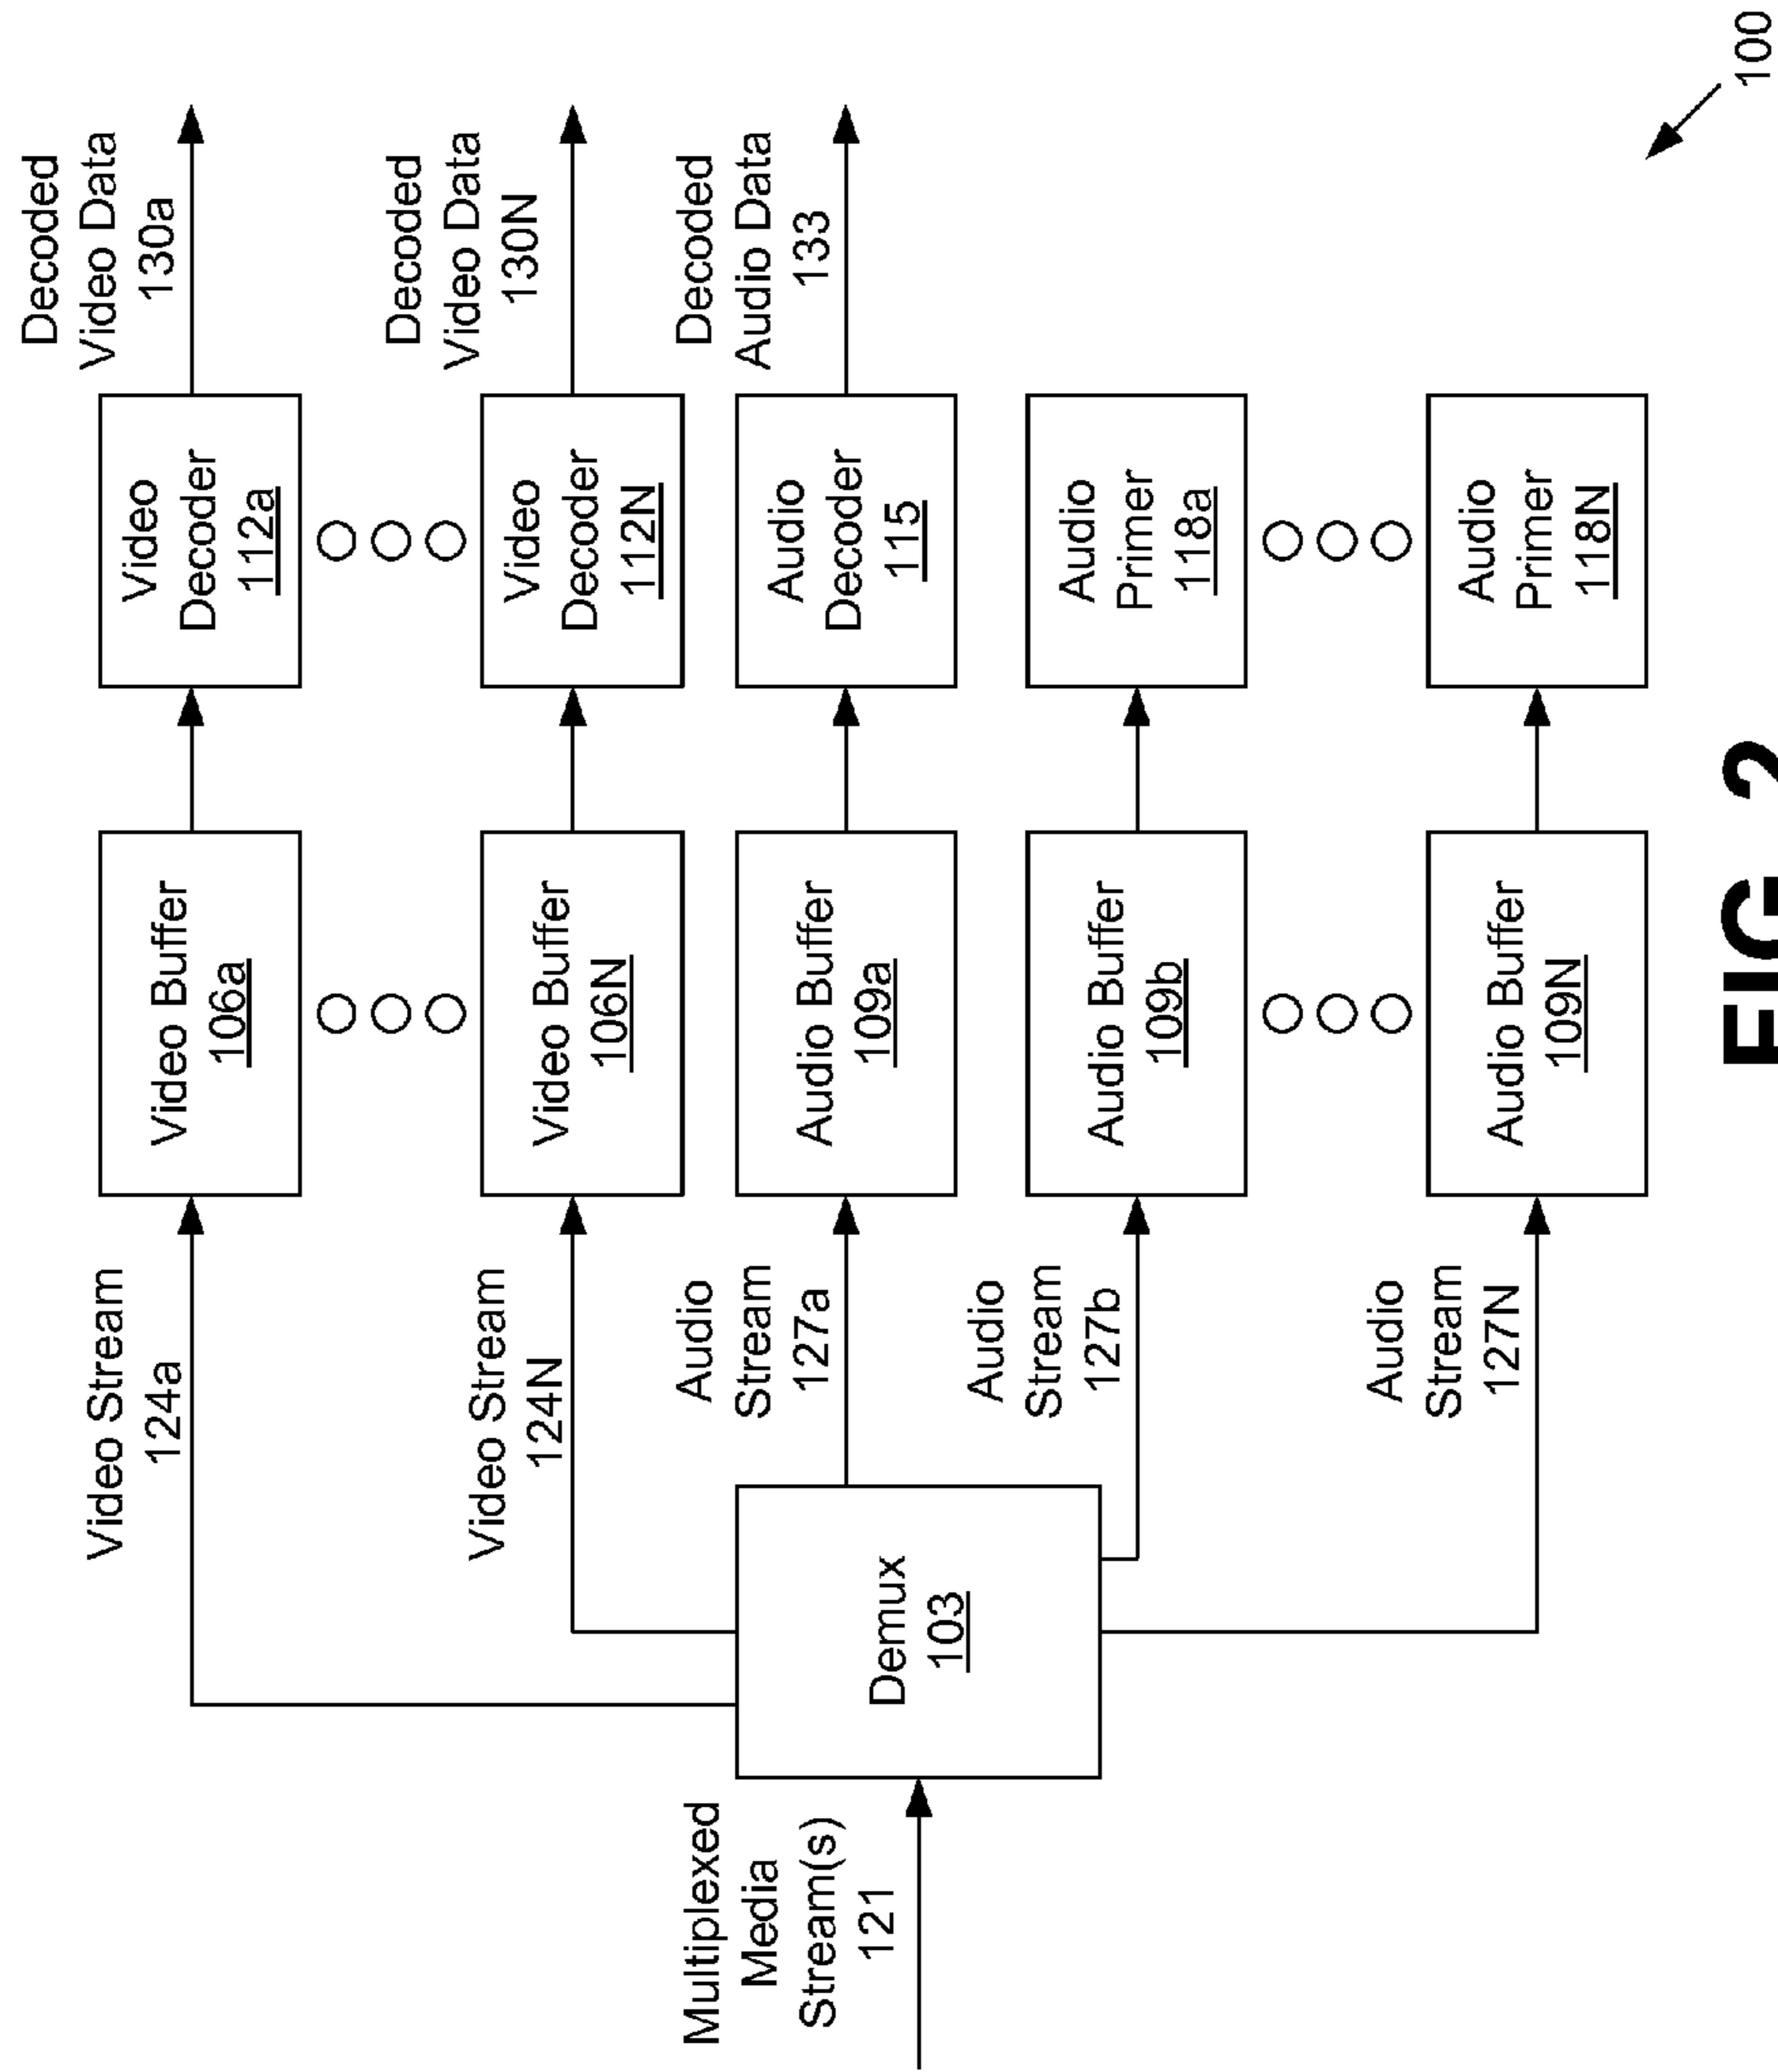 Decoded
Video Data
130a
Decoded
Video Data
130N
Decoded
Audio Data
133
Video
Decoder
112a
Video
Decoder
112N
Audio
Decoder
115
Audio
Primer
118a
Audio
Primer
118N
Video Buffer
106a
Video Buffer
106N
Audio Buffer
109a
Audio Buffer
109b
Audio Buffer
109N
Video Stream
124a
Video Stream
124N
Audio
Stream
127a
Audio
Stream
127b
Audio
Stream
127N
Demux
103
Multiplexed
Media
Stream(s)
121
100
FIG. 2